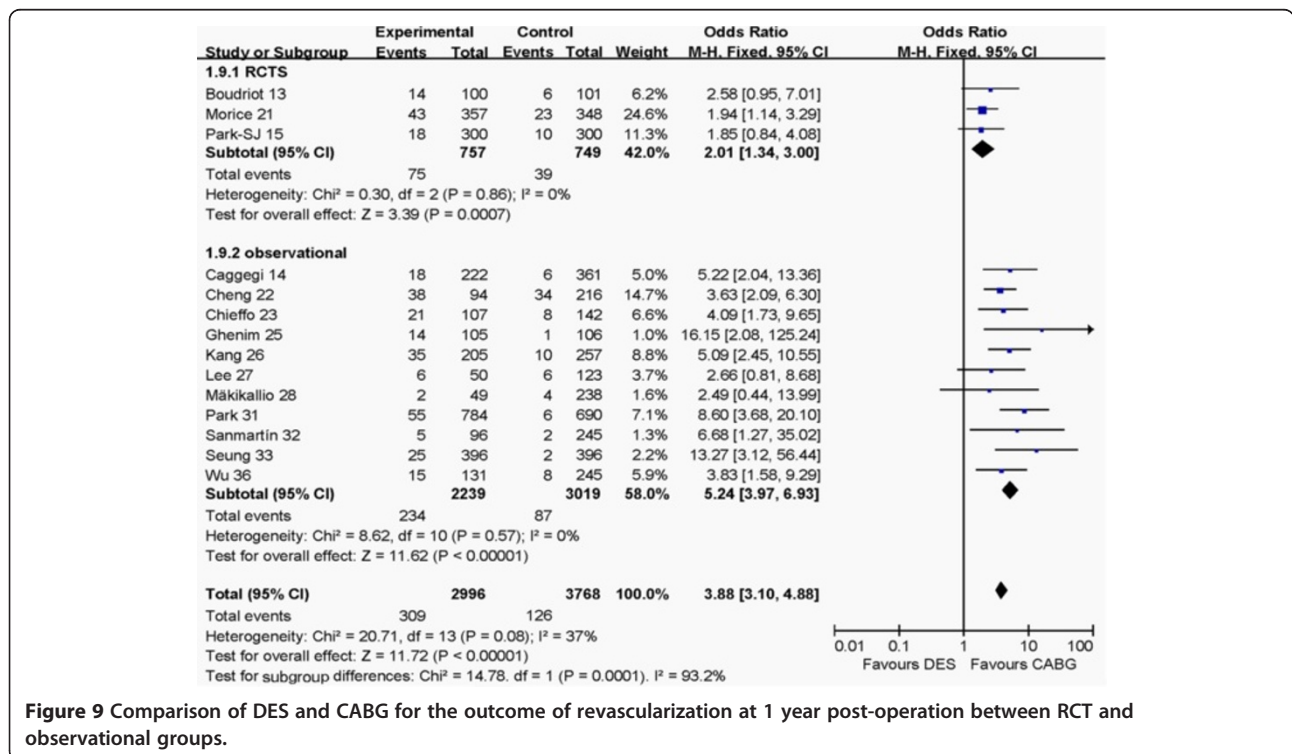 Experimental Control Odds Ratio Odds Ratio
Study or Subgroup Events Total Events Total Weight M-H, Fixed, 95% CI M-H, Fixed, 95% CI
1.9.1 RCTS
Boudriot 13 14 100 6 101 6.2% 2.58 [0.95, 7.01]
Morice 21 43 357 23 348 24.6% 1.94 [1.14, 3.29]
Park-SJ 15 18 300 10 300 11.3% 1.85 [0.84, 4.08]
Subtotal (95% CI) 757 749 42.0% 2.01 [1.34, 3.00]
Total events 75 39
Heterogeneity: Chi² = 0.30, df = 2 (P = 0.86); I² = 0%
Test for overall effect: Z = 3.39 (P = 0.0007)
1.9.2 observational
Caggegi 14 18 222 6 361 5.0% 5.22 [2.04, 13.36]
Cheng 22 38 94 34 216 14.7% 3.63 [2.09, 6.30]
Chieffo 23 21 107 8 142 6.6% 4.09 [1.73, 9.65]
Ghenim 25 14 105 1 106 1.0% 16.15 [2.08, 125.24]
Kang 26 35 205 10 257 8.8% 5.09 [2.45, 10.55]
Lee 27 6 50 6 123 3.7% 2.66 [0.81, 8.68]
Mäkikallio 28 2 49 4 238 1.6% 2.49 [0.44, 13.99]
Park 31 55 784 6 690 7.1% 8.60 [3.68, 20.10]
Sanmartín 32 5 96 2 245 1.3% 6.68 [1.27, 35.02]
Seung 33 25 396 2 396 2.2% 13.27 [3.12, 56.44]
Wu 36 15 131 8 245 5.9% 3.83 [1.58, 9.29]
Subtotal (95% CI) 2239 3019 58.0% 5.24 [3.97, 6.93]
Total events 234 87
Heterogeneity: Chi² = 8.62, df = 10 (P = 0.57); I² = 0%
Test for overall effect: Z = 11.62 (P < 0.00001)
Total (95% CI) 2996 3768 100.0% 3.88 [3.10, 4.88]
Total events 309 126
Heterogeneity: Chi² = 20.71, df = 13 (P = 0.08); I² = 37%
Test for overall effect: Z = 11.72 (P < 0.00001)
Test for subgroup differences: Chi² = 14.78. df = 1 (P = 0.0001). I² = 93.2%
0.01 0.1 1 10 100
Favours DES Favours CABG
Figure 9 Comparison of DES and CABG for the outcome of revascularization at 1 year post-operation between RCT and
observational groups.